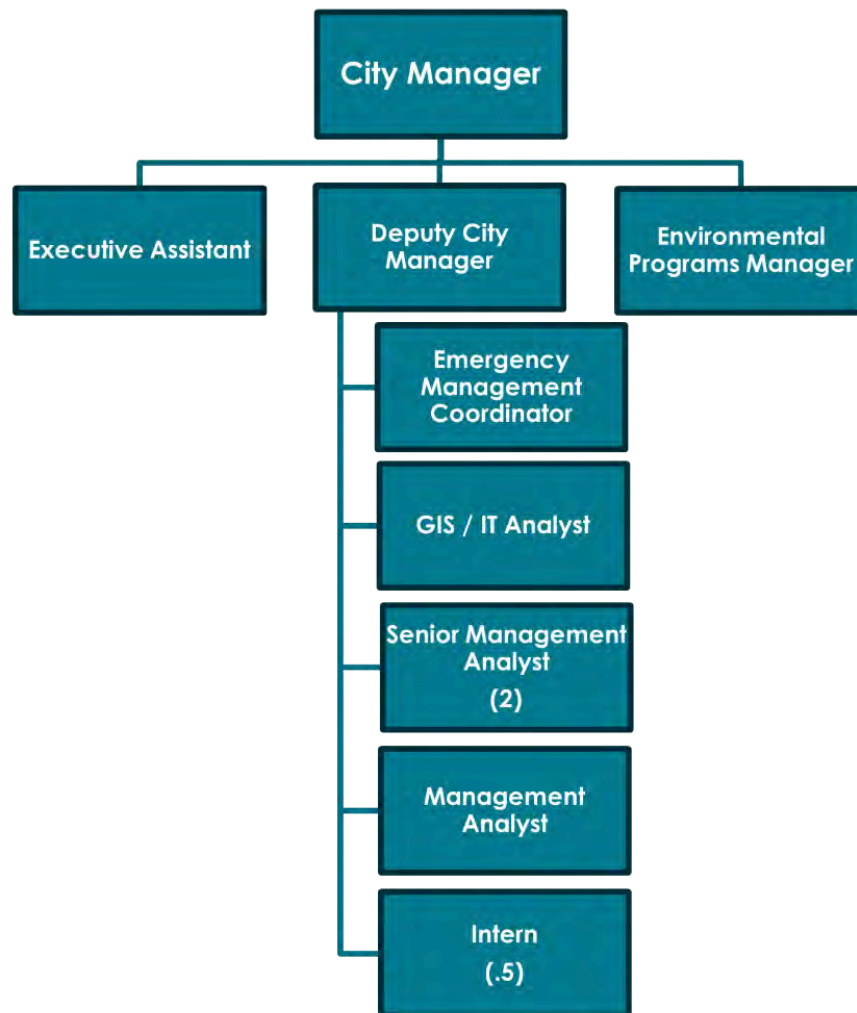 City Manager
Executive Assistant
Deputy City
Manager
Environmental
Programs Manager
Emergency
Management
Coordinator
GIS / IT Analyst
Senior Management
Analyst
(2)
Management
Analyst
Intern
(.5)